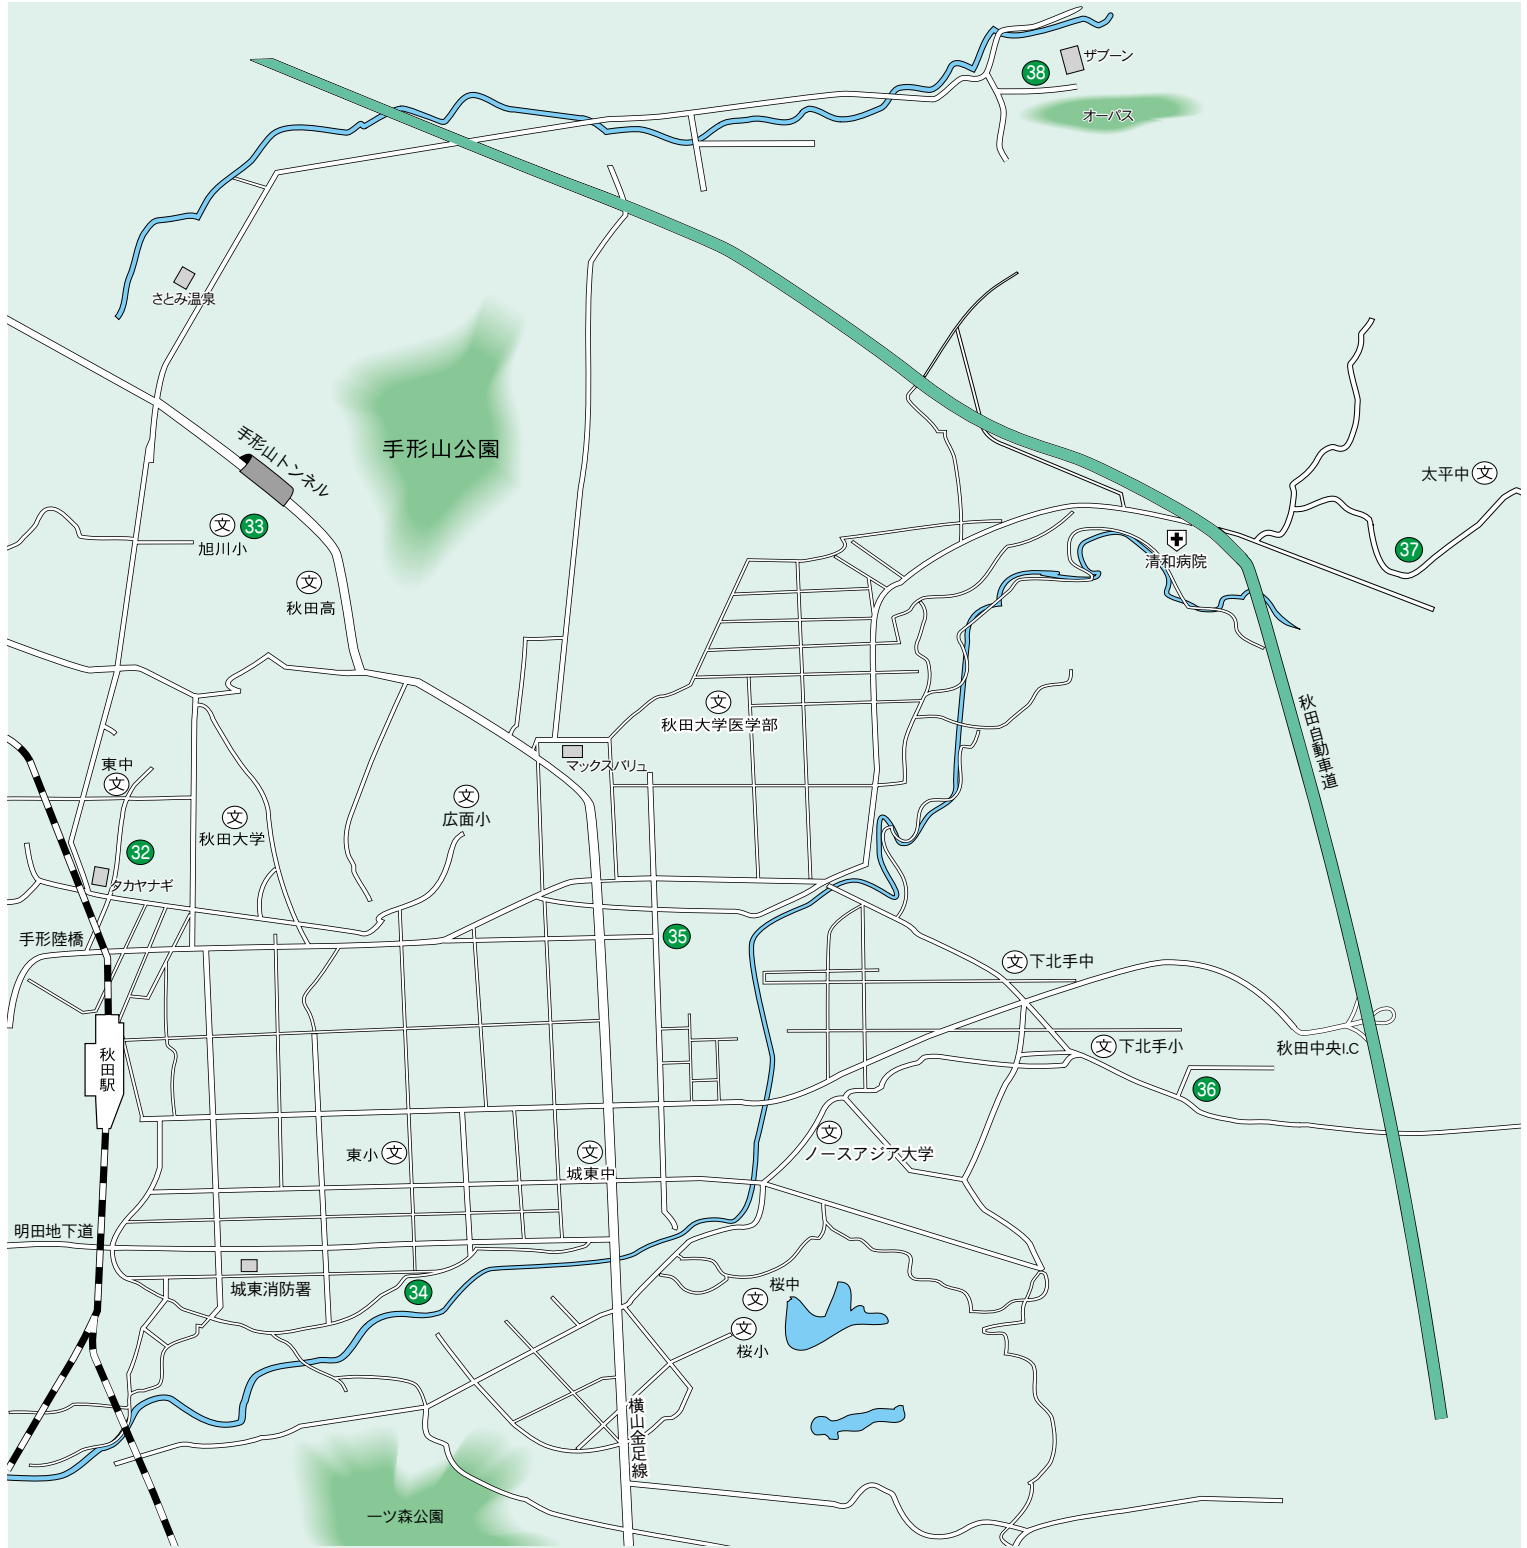 ザブーン
38
オーパス
さとみ温泉
手形山トンネル
手形山公園
太平中
文
文
33
旭川小
37
清和病院
文
秋田高
文
秋田大学医学部
秋田自動車道
東中
文
マックスバリュ
文
秋田大学
文
広面小
32
タカヤナギ
手形陸橋
35
文
下北手中
秋田駅
文
下北手小
秋田中央I.C
36
東小
文
文
城東中
文
ノースアジア大学
明田地下道
城東消防署
34
桜中
文
文
桜小
横山金足線
一ツ森公園